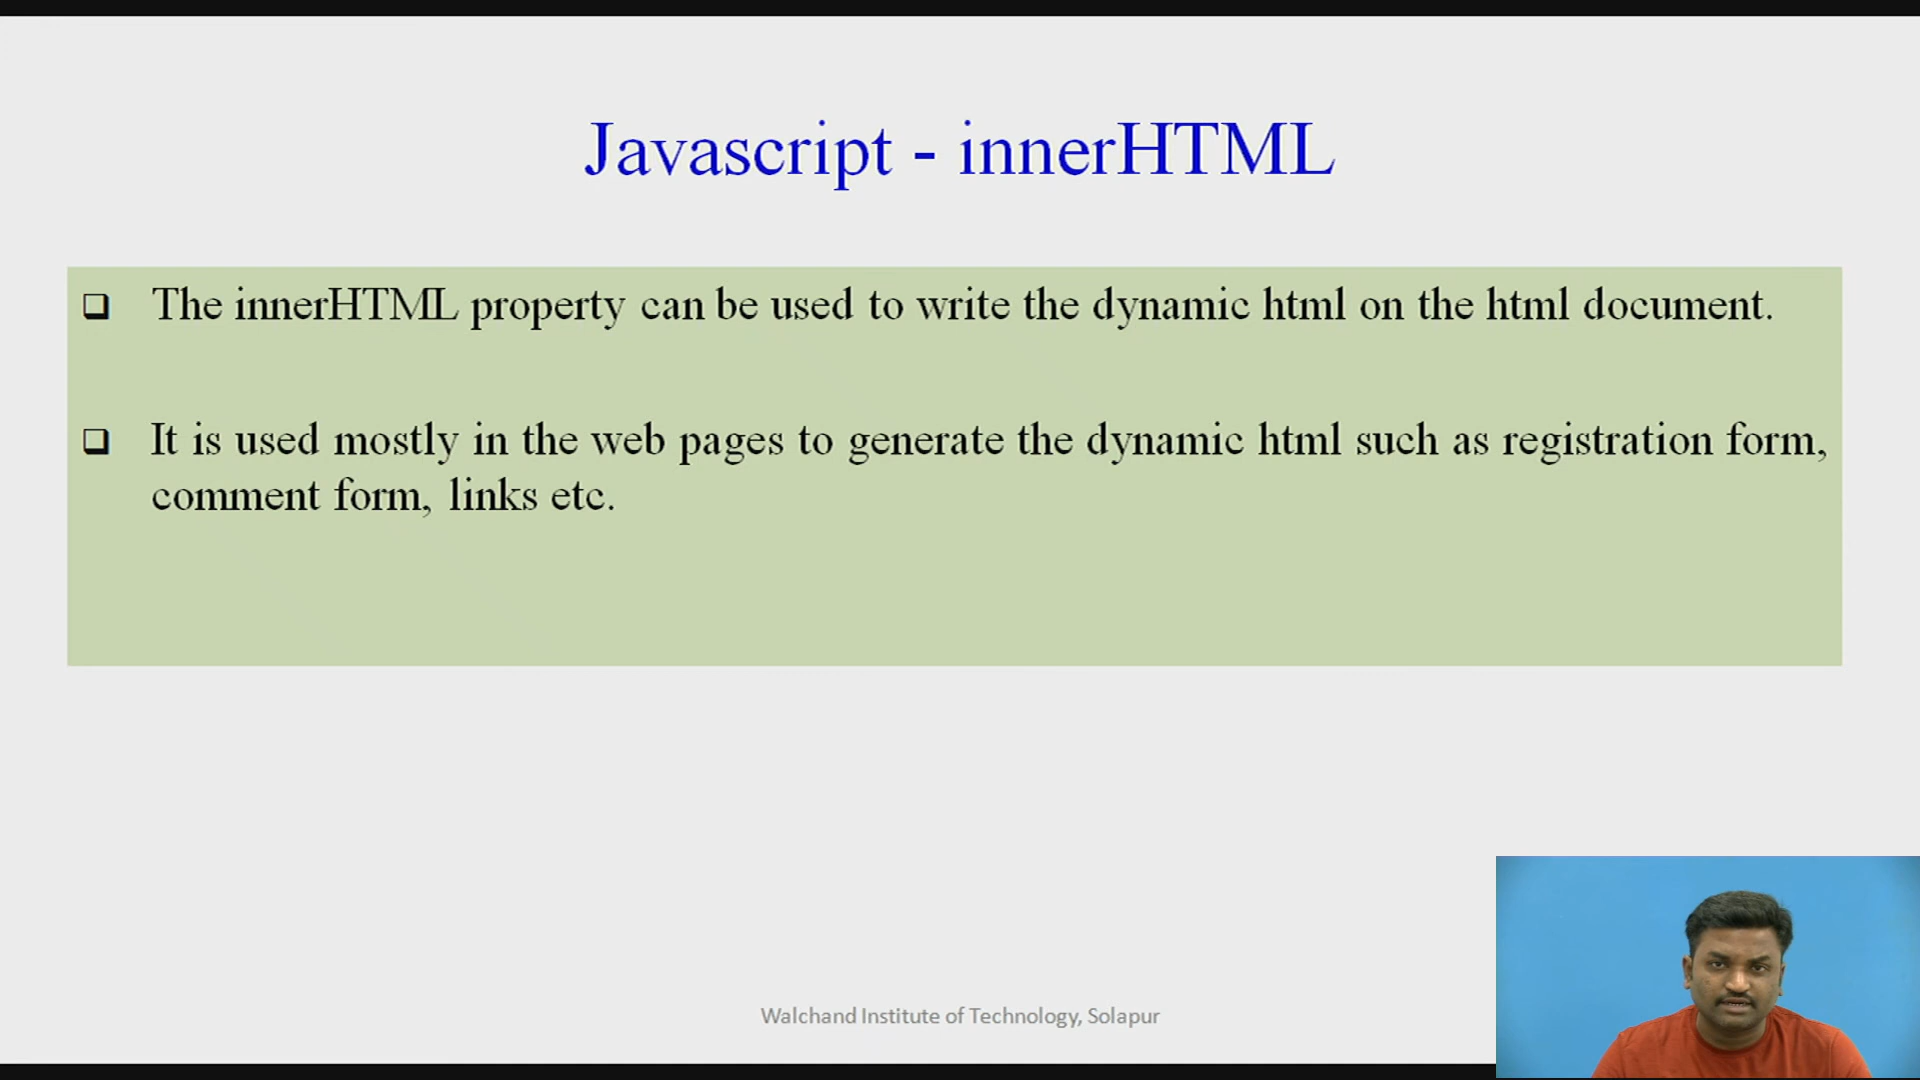 Javascript - innerHTML
The innerHTML property can be used to write the dynamic html on the html document.
It is used mostly in the web pages to generate the dynamic html such as registration form,
comment form, links etc.
Walchand Institute of Technology, Solapur